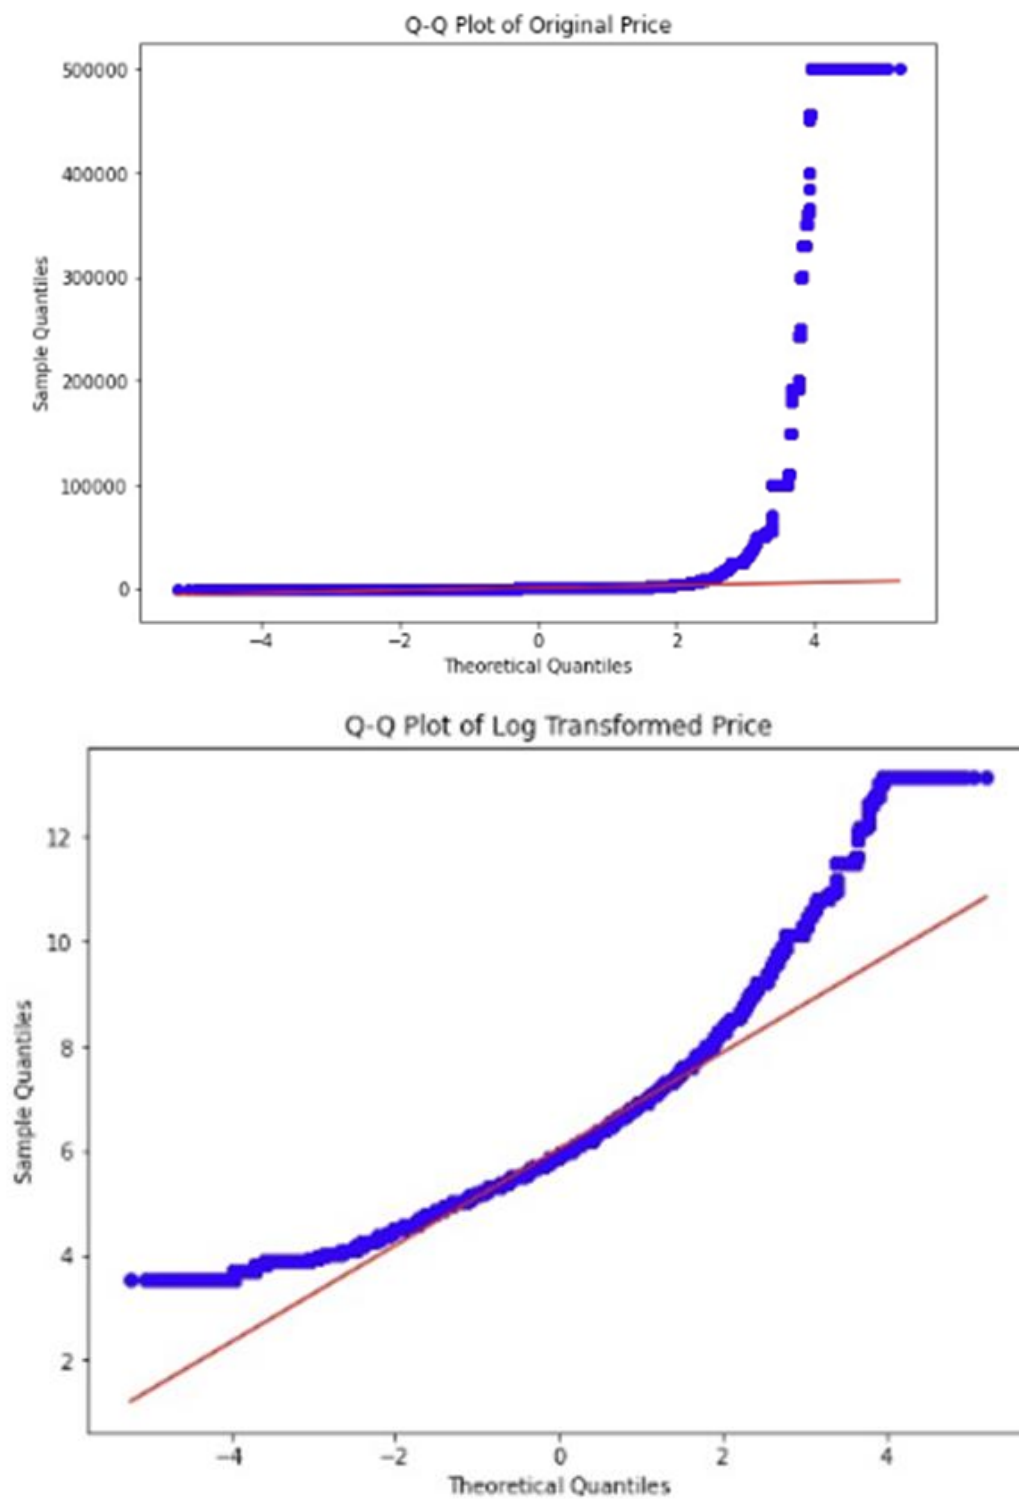 Q-Q Plot of Original Price
500000
400000
300000
200000
100000
0
Sample Quantiles
−4 −2 0 2 4
Theoretical Quantiles
Q-Q Plot of Log Transformed Price
12
10
8
6
4
2
Sample Quantiles
−4 −2 0 2 4
Theoretical Quantiles